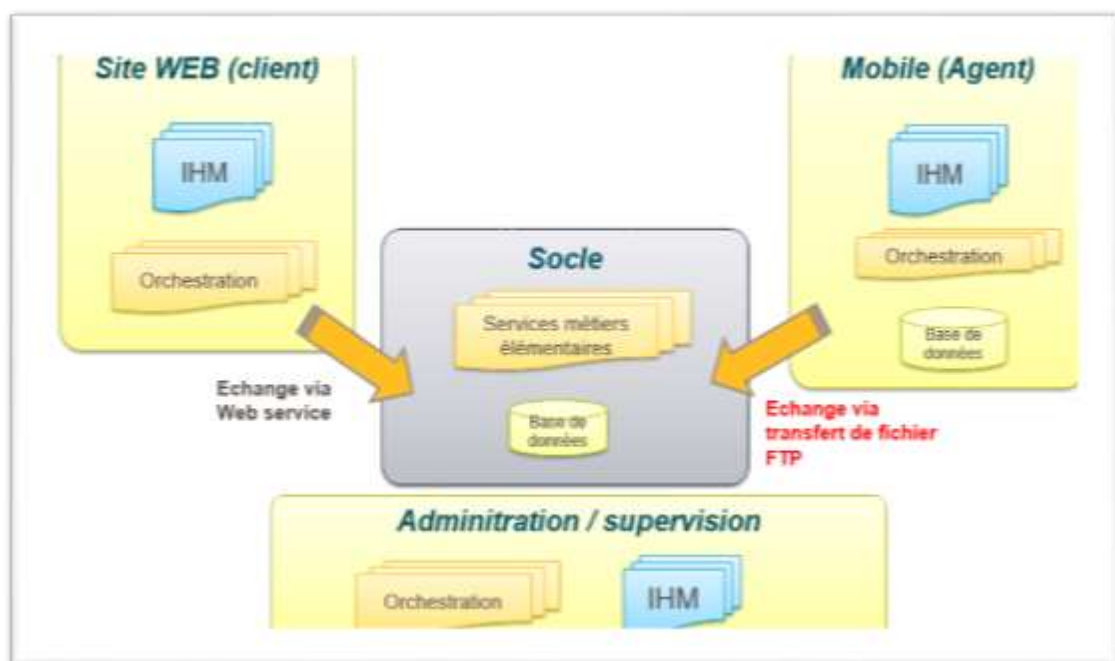 Site WEB (client)
IHM
Orchestration
Echange via
Web service
Socle
Services métiers
élémentaires
Base de
données
Mobile (Agent)
IHM
Orchestration
Base de
données
Echange via
transfert de fichier
FTP
Adminitration / supervision
Orchestration
IHM